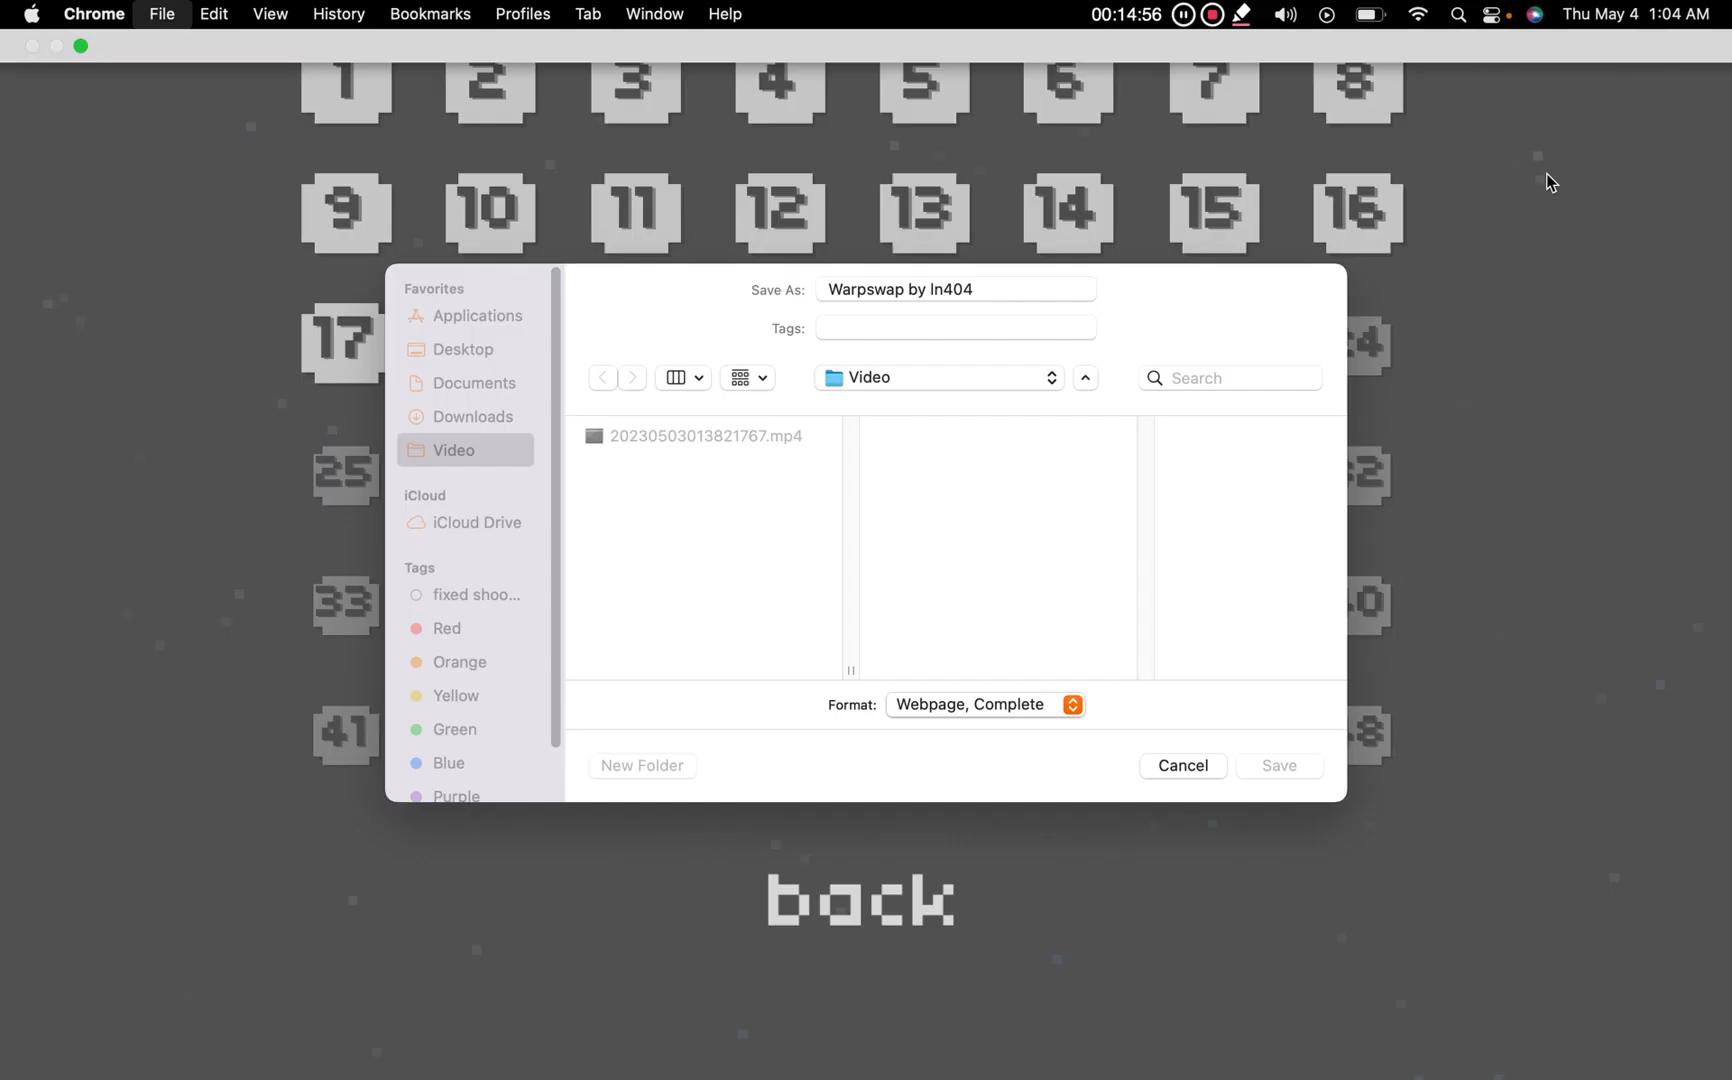 Chrome File Edit View History Bookmarks Profiles Tab Window Help 00:14:56 Thu May 4 1:04 AM
1 2 3 4 5 6 7 8
9 10 11 12 13 14 15 16
17
25
33
41
Favorites
Applications
Desktop
Documents
Downloads
Video
iCloud
iCloud Drive
Tags
fixed shoo...
Red
Orange
Yellow
Green
Blue
Purple
Save As: Warpswap by ln404
Tags:
Video
Search
20230503013821767.mp4
Format: Webpage, Complete
New Folder Cancel Save
back